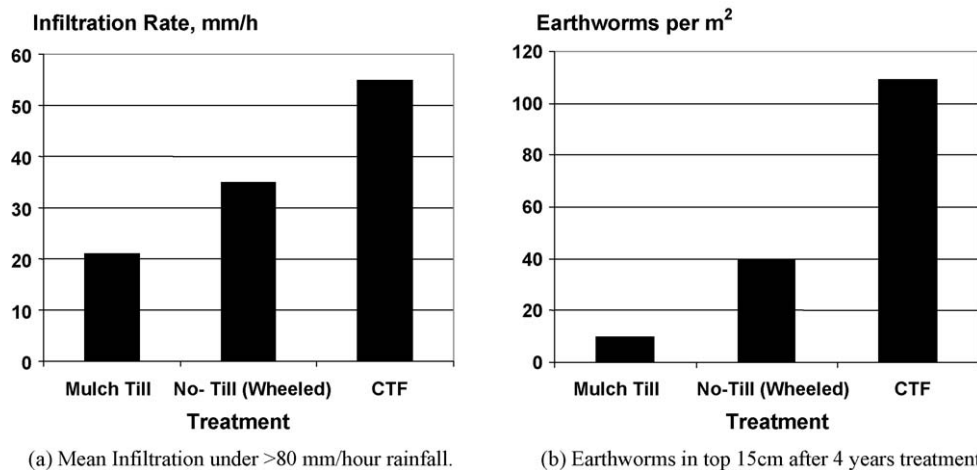 Infiltration Rate, mm/h
60
50
40
30
20
10
0
Mulch Till No- Till (Wheeled) CTF
Treatment
(a) Mean Infiltration under >80 mm/hour rainfall.
Earthworms per m²
120
100
80
60
40
20
0
Mulch Till No-Till (Wheeled) CTF
Treatment
(b) Earthworms in top 15cm after 4 years treatment